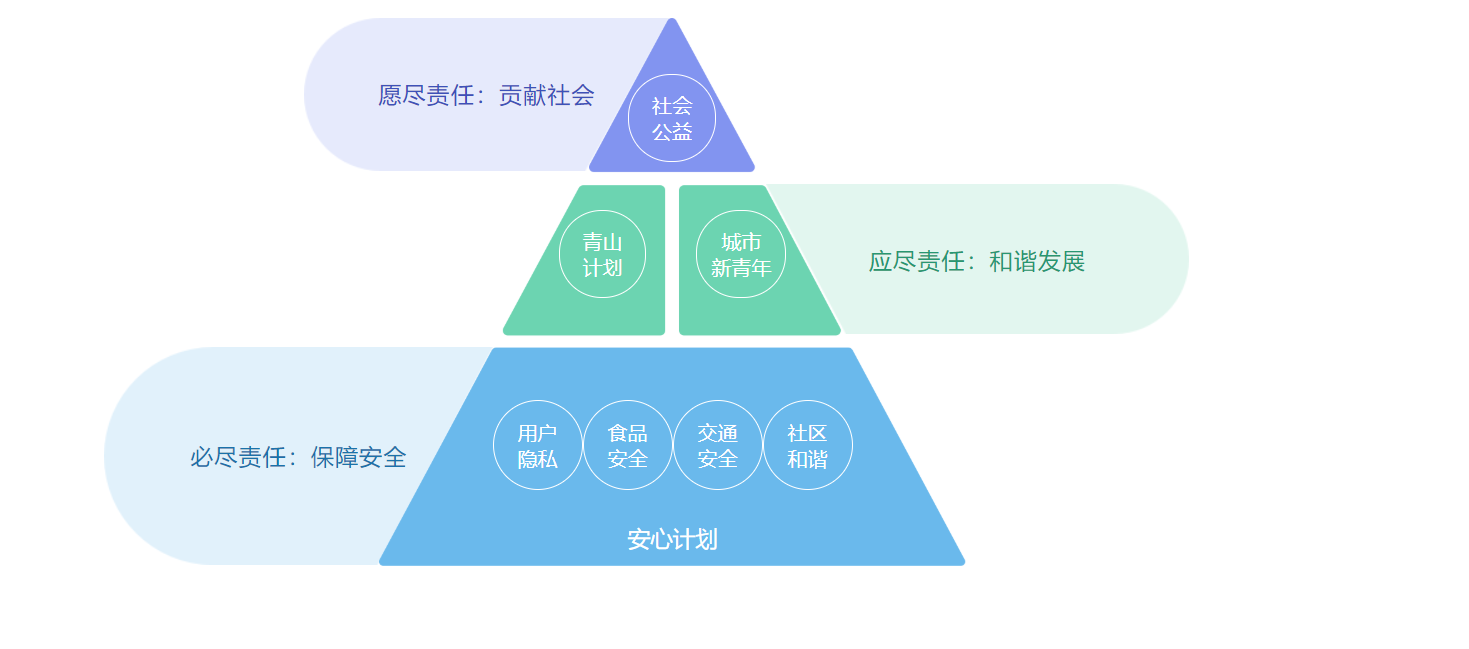 愿尽责任：贡献社会
社会
公益
青山
计划
城市
新青年
应尽责任：和谐发展
必尽责任：保障安全
用户
隐私
食品
安全
交通
安全
社区
和谐
安心计划